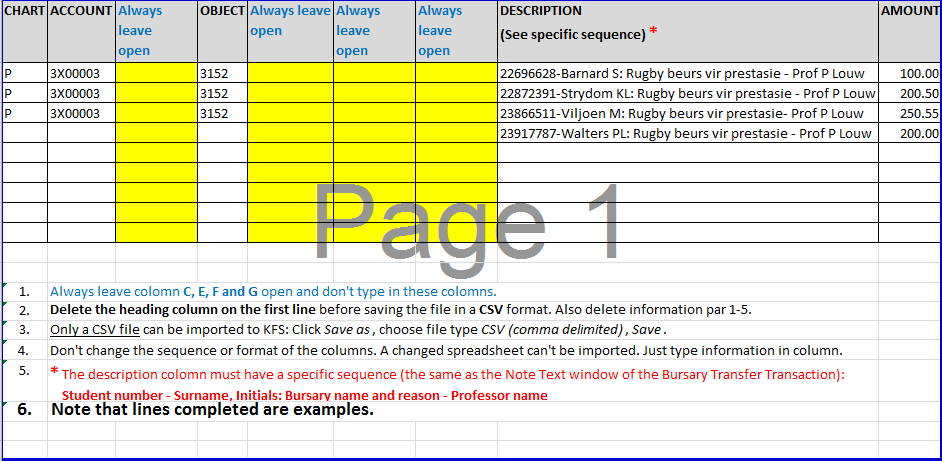 CHART ACCOUNT Always leave open OBJECT Always leave open Always leave open Always leave open DESCRIPTION (See specific sequence) * AMOUNT
P 3X00003 3152 22696628-Barnard S: Rugby beurs vir prestasie - Prof P Louw 100.00
P 3X00003 3152 22872391-Strydom KL: Rugby beurs vir prestasie - Prof P Louw 200.50
P 3X00003 3152 23866511-Viljoen M: Rugby beurs vir prestasie- Prof P Louw 250.55
23917787-Walters PL: Rugby beurs vir prestasie - Prof P Louw 200.00
Page 1
1. Always leave colomn C, E, F and G open and don't type in these colomns.
2. Delete the heading column on the first line before saving the file in a CSV format. Also delete information par 1-5.
3. Only a CSV file can be imported to KFS: Click Save as, choose file type CSV (comma delimited), Save.
4. Don't change the sequence or format of the columns. A changed spreadsheet can't be imported. Just type information in column.
5. * The description colomn must have a specific sequence (the same as the Note Text window of the Bursary Transfer Transaction):
Student number - Surname, Initials: Bursary name and reason - Professor name
6. Note that lines completed are examples.